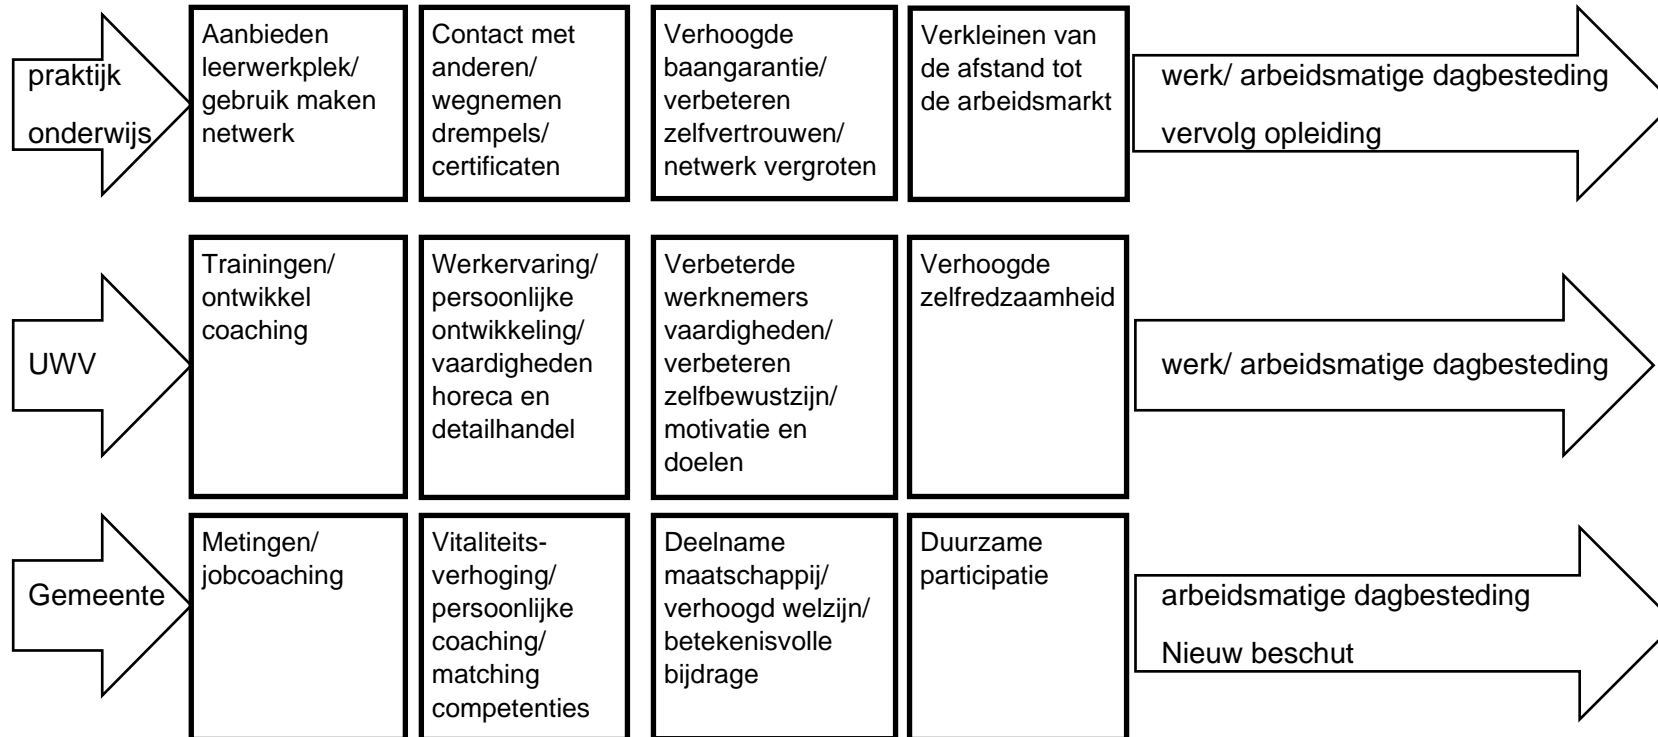 praktijk
onderwijs
Aanbieden
leerwerkplek/
gebruik maken
netwerk
Contact met
anderen/
wegnemen
drempels/
certificaten
Verhoogde
baangarantie/
verbeteren
zelfvertrouwen/
netwerk vergroten
Verkleinen van
de afstand tot
de arbeidsmarkt
werk/ arbeidsmatige dagbesteding
vervolg opleiding
UWV
Trainingen/
ontwikkel
coaching
Werkervaring/
persoonlijke
ontwikkeling/
vaardigheden
horeca en
detailhandel
Verbeterde
werknemers
vaardigheden/
verbeteren
zelfbewustzijn/
motivatie en
doelen
Verhoogde
zelfredzaamheid
werk/ arbeidsmatige dagbesteding
Gemeente
Metingen/
jobcoaching
Vitaliteits-
verhoging/
persoonlijke
coaching/
matching
competenties
Deelname
maatschappij/
verhoogd welzijn/
betekenisvolle
bijdrage
Duurzame
participatie
arbeidsmatige dagbesteding
Nieuw beschut